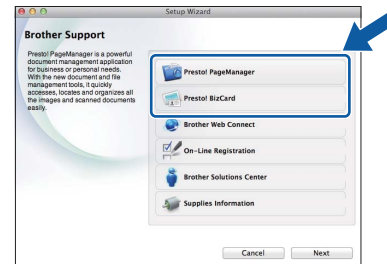 Setup Wizard
Brother Support
Presto! PageManager is a powerful
document management application
for business or personal needs.
With the new document and file
management tools, it quickly
accesses, locates and organizes all
the images and scanned documents
easily.
Presto! PageManager
Presto! BizCard
Brother Web Connect
On-Line Registration
Brother Solutions Center
Supplies Information
Cancel
Next